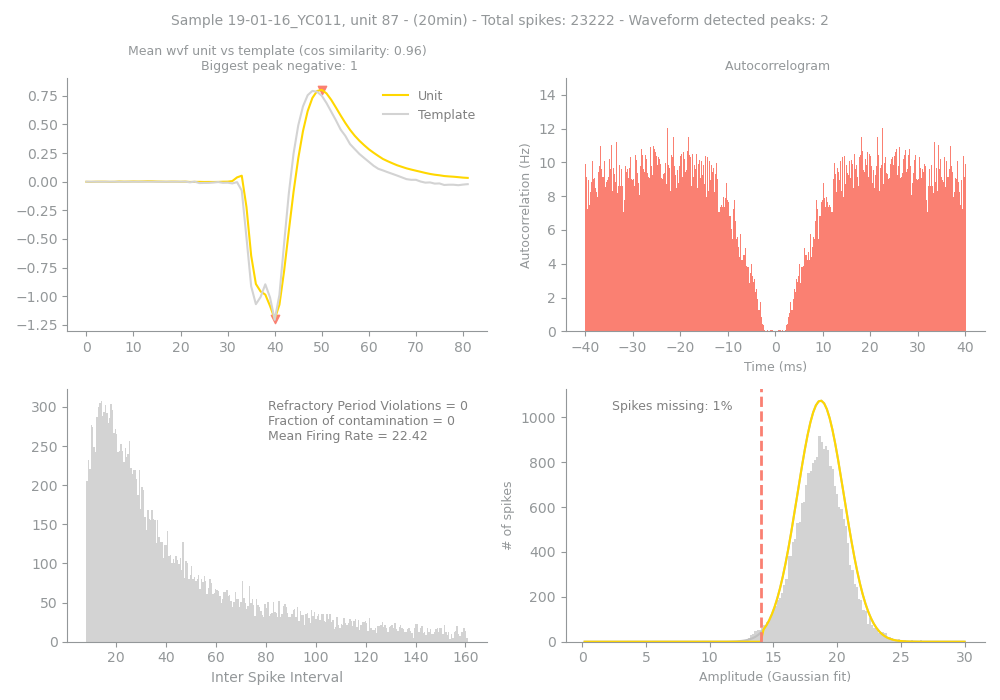 Sample 19-01-16_YC011, unit 87 - (20min) - Total spikes: 23222 - Waveform detected peaks: 2
Mean wvf unit vs template (cos similarity: 0.96)
Biggest peak negative: 1
0.75
0.50
0.25
0.00
−0.25
−0.50
−0.75
−1.00
−1.25
0 10 20 30 40 50 60 70 80
Unit
Template
Autocorrelogram
Autocorrelation (Hz)
14
12
10
8
6
4
2
0
−40 −30 −20 −10 0 10 20 30 40
Time (ms)
300
250
200
150
100
50
0
Refractory Period Violations = 0
Fraction of contamination = 0
Mean Firing Rate = 22.42
20 40 60 80 100 120 140 160
Inter Spike Interval
# of spikes
1000
800
600
400
200
0
Spikes missing: 1%
0 5 10 15 20 25 30
Amplitude (Gaussian fit)